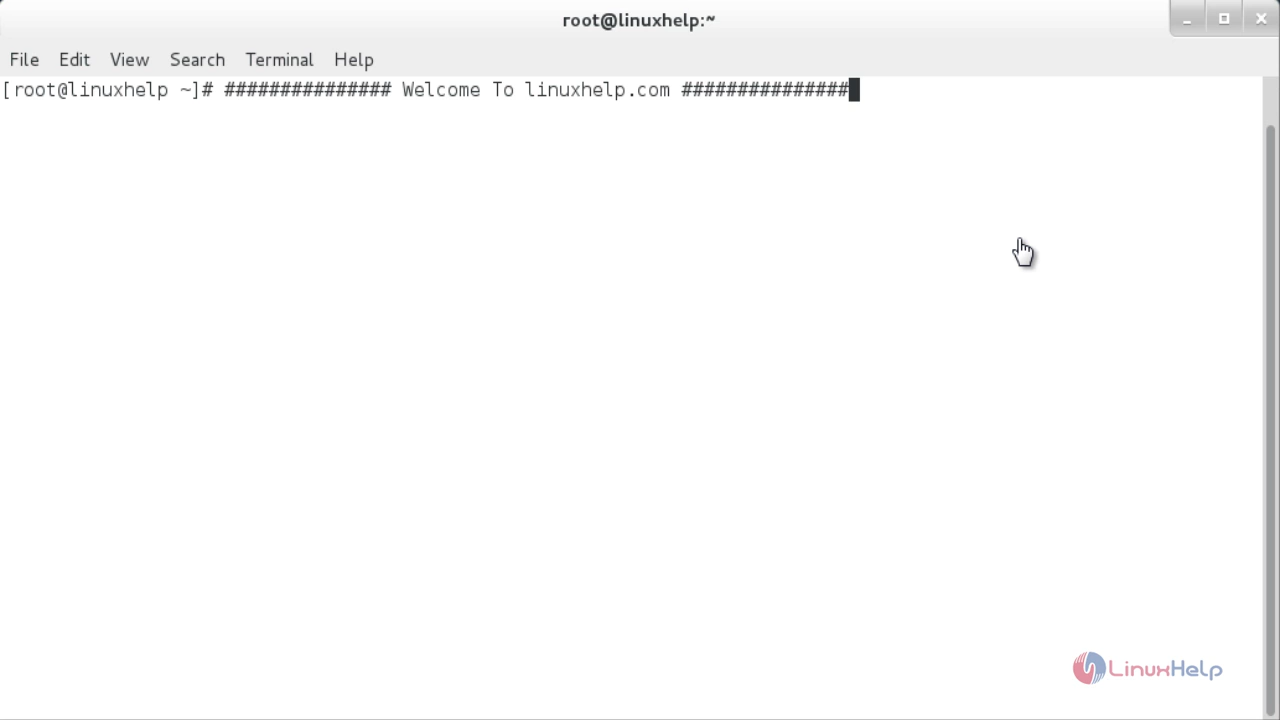 root@linuxhelp:~
File Edit View Search Terminal Help
[root@linuxhelp ~]# ############### Welcome To linuxhelp.com ###############
LinuxHelp